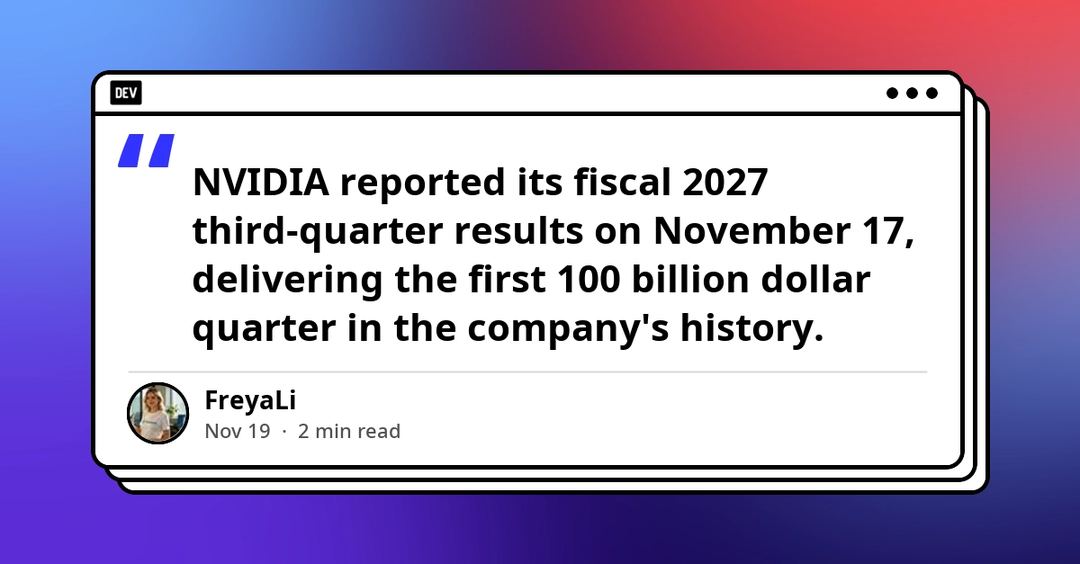 DEV
“
NVIDIA reported its fiscal 2027
third-quarter results on November 17,
delivering the first 100 billion dollar
quarter in the company's history.
FreyaLi
Nov 19 · 2 min read